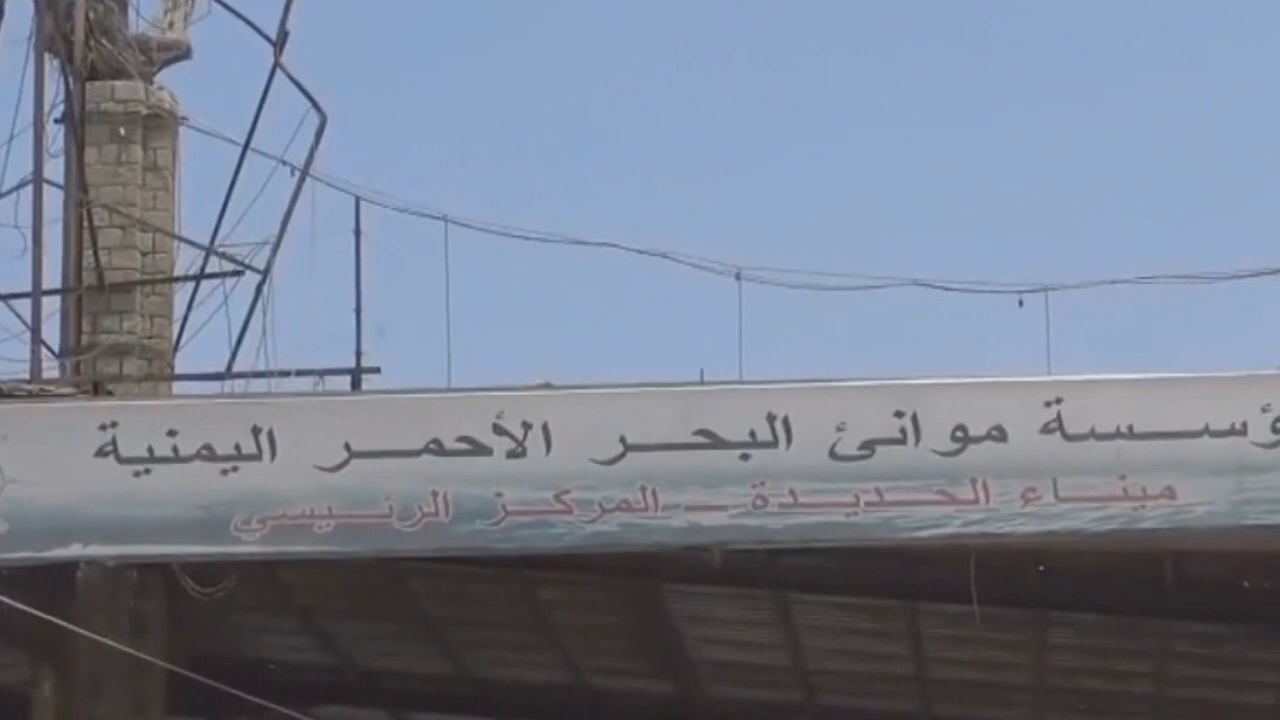 ؤسسة موانئ البحر الأحمر اليمنية
ميناء الحديدة - المركز الرئيسي